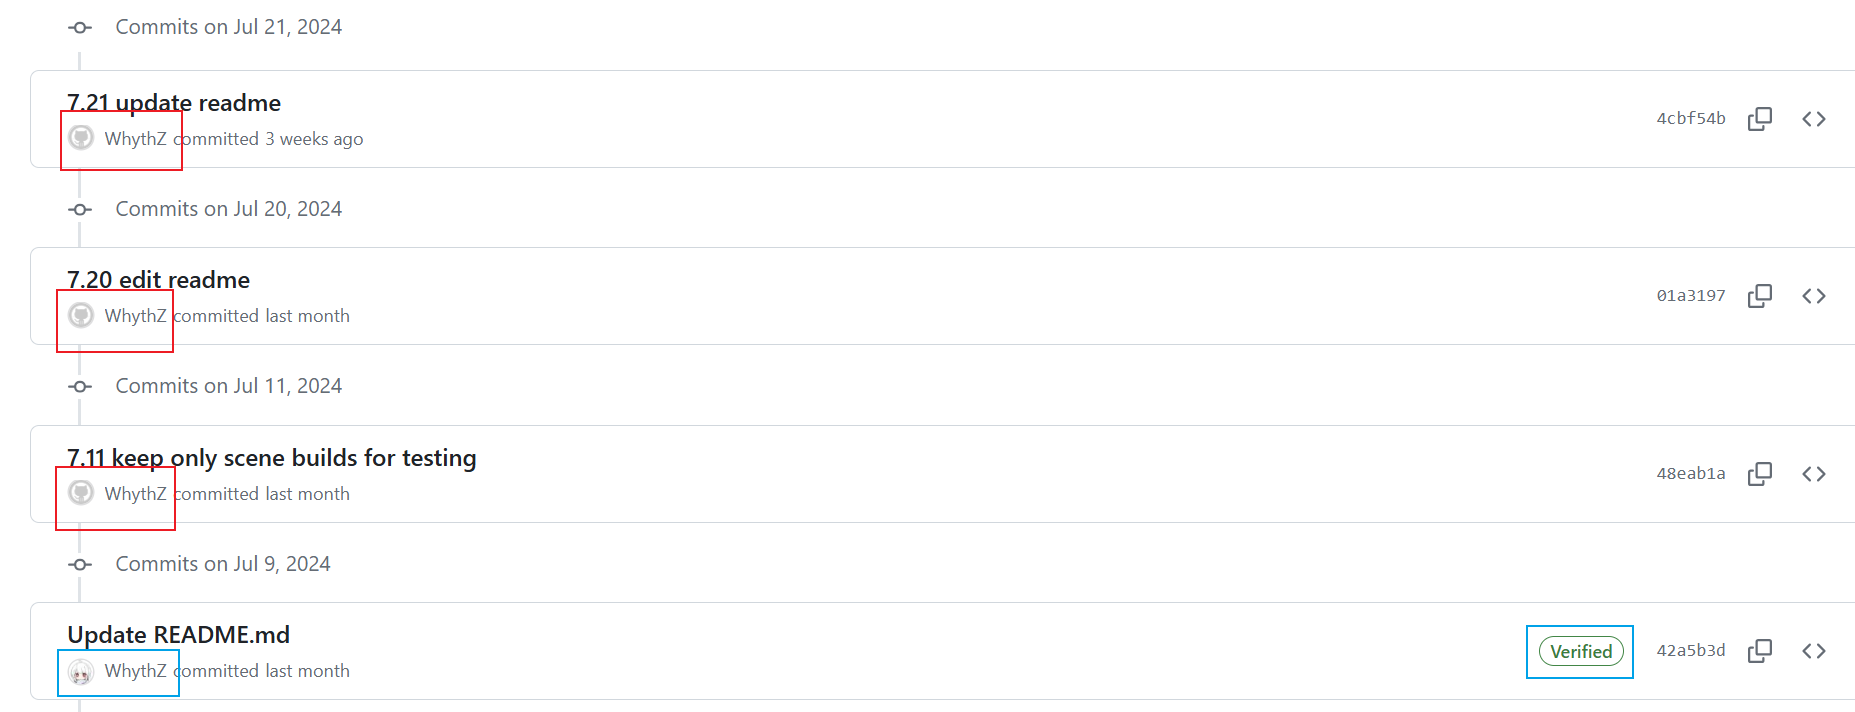 Commits on Jul 21, 2024
7.21 update readme
WhythZ committed 3 weeks ago
4cbf54b
Commits on Jul 20, 2024
7.20 edit readme
WhythZ committed last month
01a3197
Commits on Jul 11, 2024
7.11 keep only scene builds for testing
WhythZ committed last month
48eab1a
Commits on Jul 9, 2024
Update README.md
WhythZ committed last month
Verified 42a5b3d